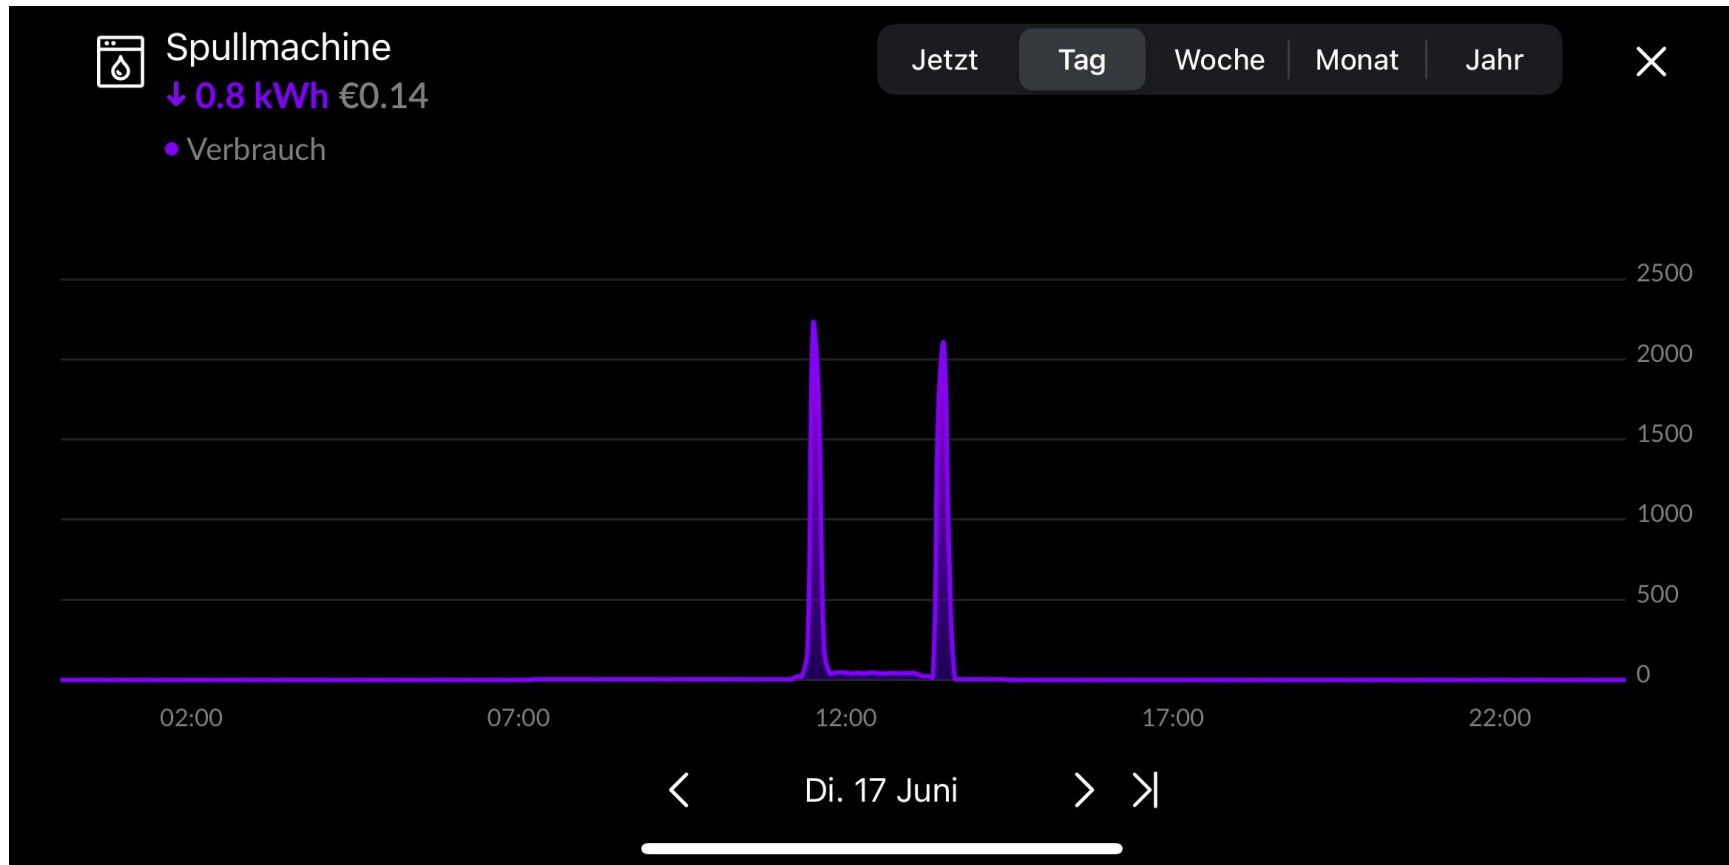 Spullmachine
0.8 kWh €0.14
Verbrauch
Jetzt Tag Woche Monat Jahr
2500
2000
1500
1000
500
0
02:00 07:00 12:00 17:00 22:00
Di. 17 Juni